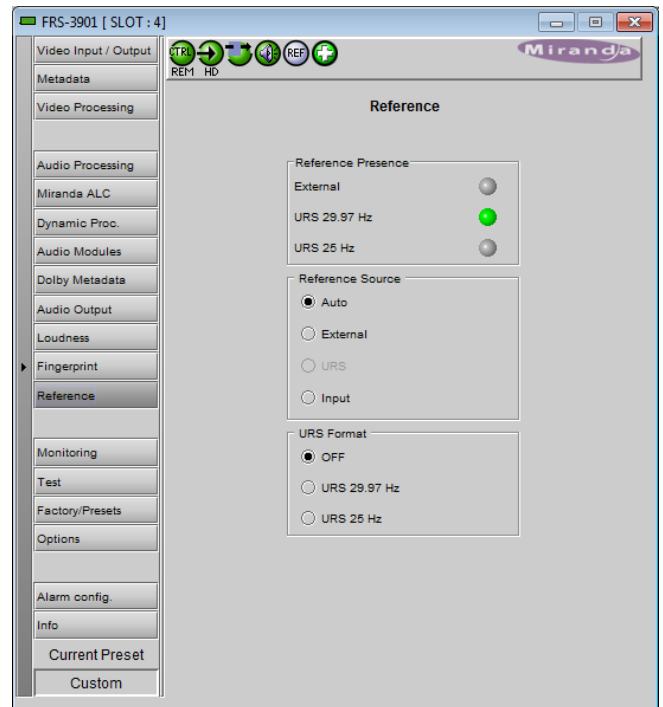 FRS-3901 [ SLOT : 4]
Video Input / Output
Metadata
Video Processing
Audio Processing
Miranda ALC
Dynamic Proc.
Audio Modules
Dolby Metadata
Audio Output
Loudness
Fingerprint
Reference
Monitoring
Test
Factory/Presets
Options
Alarm config.
Info
Current Preset
Custom
CTRL
REF
REM HD
Miranda
Reference
Reference Presence
External
URS 29.97 Hz
URS 25 Hz
Reference Source
Auto
External
URS
Input
URS Format
OFF
URS 29.97 Hz
URS 25 Hz